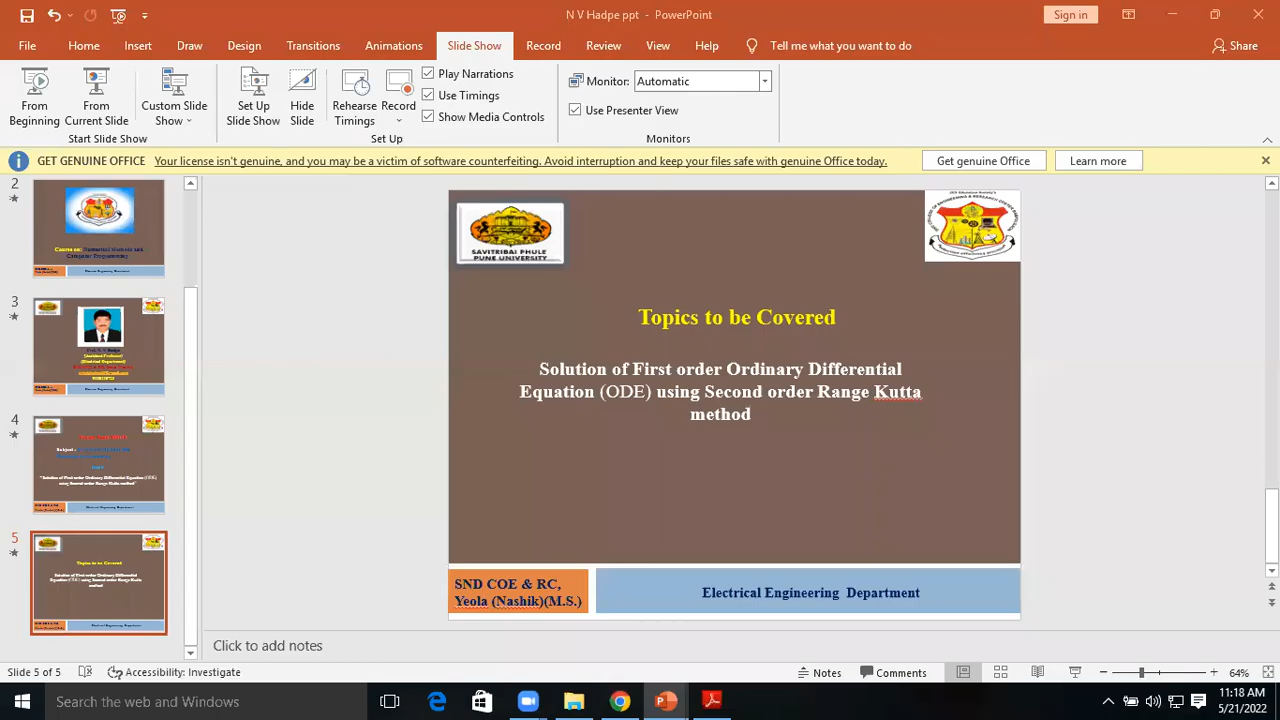 N V Hadpe ppt - PowerPoint
Sign in
File Home Insert Draw Design Transitions Animations Slide Show Record Review View Help Tell me what you want to do Share
From Beginning
From Current Slide
Custom Slide Show
Set Up Slide Show
Hide Slide
Rehearse Timings
Record
Play Narrations
Use Timings
Show Media Controls
Monitor: Automatic
Use Presenter View
Start Slide Show
Set Up
Monitors
GET GENUINE OFFICE Your license isn't genuine, and you may be a victim of software counterfeiting. Avoid interruption and keep your files safe with genuine Office today. Get genuine Office Learn more
2
3
4
5
SAVITRIBAI PHULE
PUNE UNIVERSITY
Topics to be Covered
Solution of First order Ordinary Differential
Equation (ODE) using Second order Range Kutta
method
SND COE & RC,
Yeola (Nashik)(M.S.)
Electrical Engineering Department
Click to add notes
Slide 5 of 5
Accessibility: Investigate
Notes
Comments
64%
Search the web and Windows
11:18 AM
5/21/2022